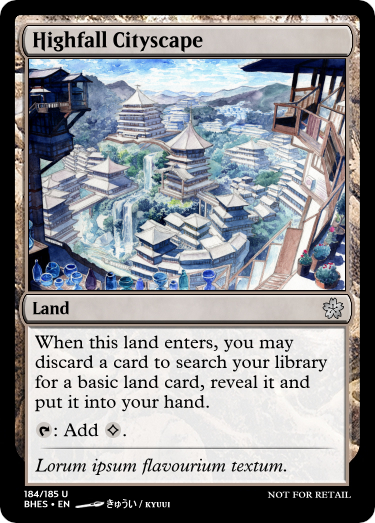 Highfall Cityscape
Land
When this land enters, you may
discard a card to search your library
for a basic land card, reveal it and
put it into your hand.
: Add .
Lorum ipsum flavourium textum.
184/185 U
NOT FOR RETAIL
BHES • EN きゅうい / KYUUI